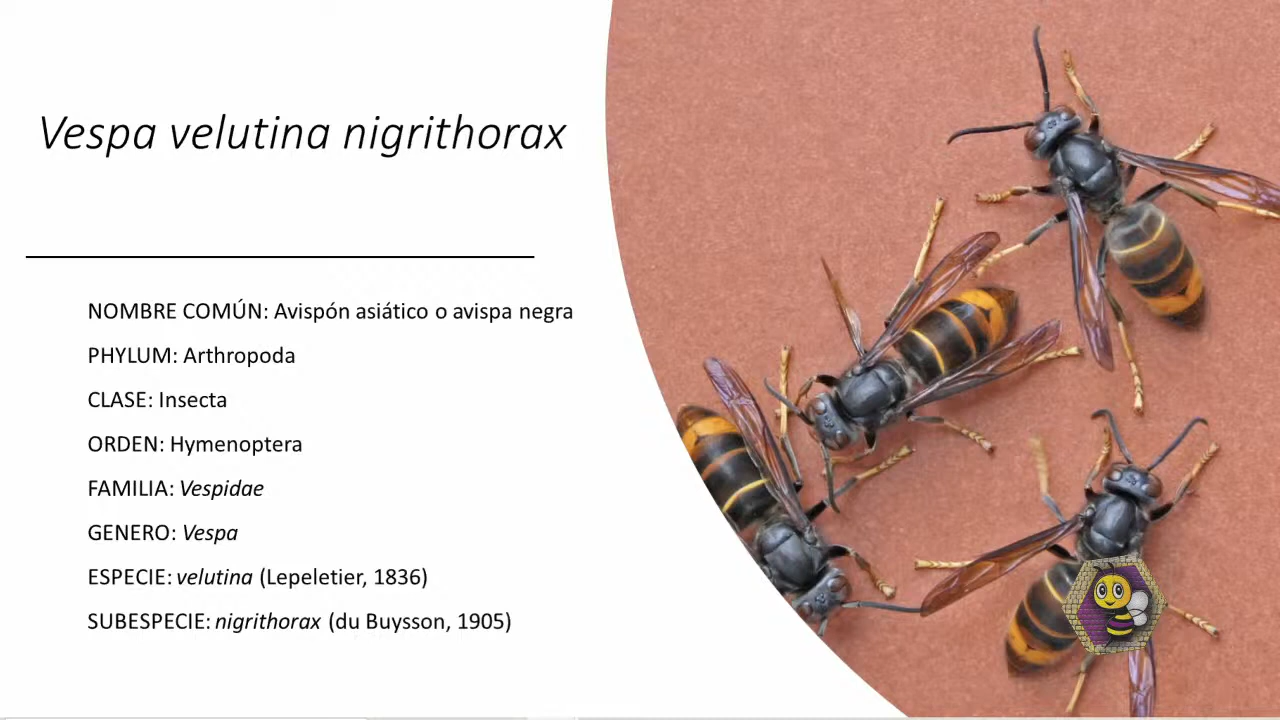 Vespa velutina nigrithorax
NOMBRE COMÚN: Avispón asiático o avispa negra
PHYLUM: Arthropoda
CLASE: Insecta
ORDEN: Hymenoptera
FAMILIA: Vespidae
GENERO: Vespa
ESPECIE: velutina (Lepeletier, 1836)
SUBESPECIE: nigrithorax (du Buysson, 1905)